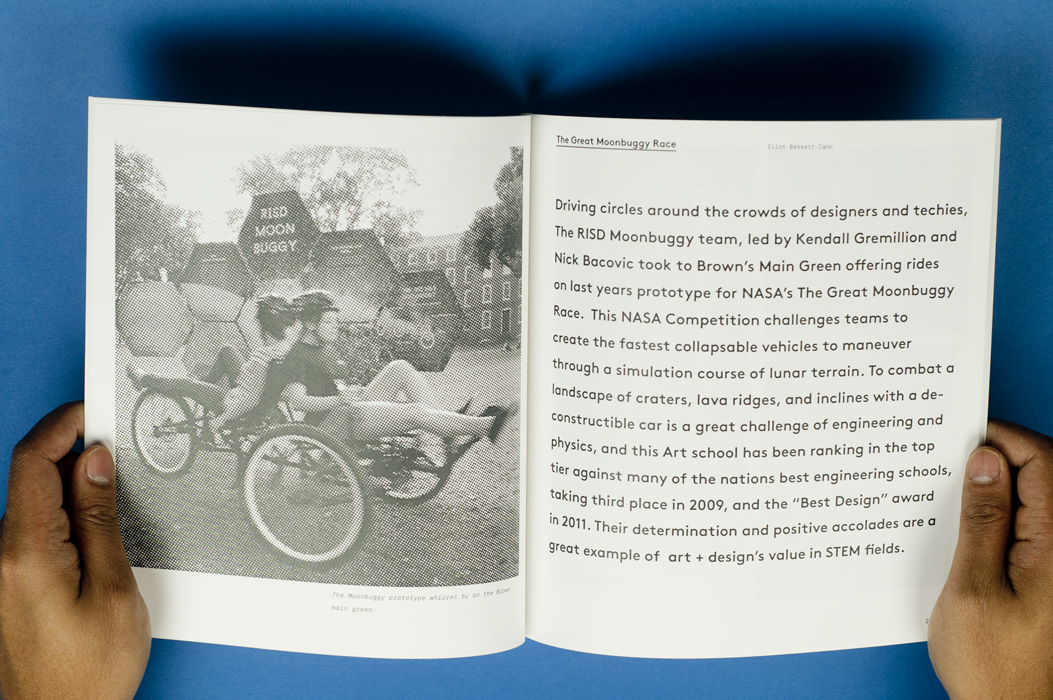 RISD
MOON
BUGGY
The Moonbuggy prototype whizzes by on the Brown
main green.
The Great Moonbuggy Race
Eliot Bassett-Cann
Driving circles around the crowds of designers and techies,
The RISD Moonbuggy team, led by Kendall Gremillion and
Nick Bacovic took to Brown's Main Green offering rides
on last years prototype for NASA's The Great Moonbuggy
Race. This NASA Competition challenges teams to
create the fastest collapsable vehicles to maneuver
through a simulation course of lunar terrain. To combat a
landscape of craters, lava ridges, and inclines with a de-
constructible car is a great challenge of engineering and
physics, and this Art school has been ranking in the top
tier against many of the nations best engineering schools,
taking third place in 2009, and the “Best Design” award
in 2011. Their determination and positive accolades are a
great example of art + design's value in STEM fields.